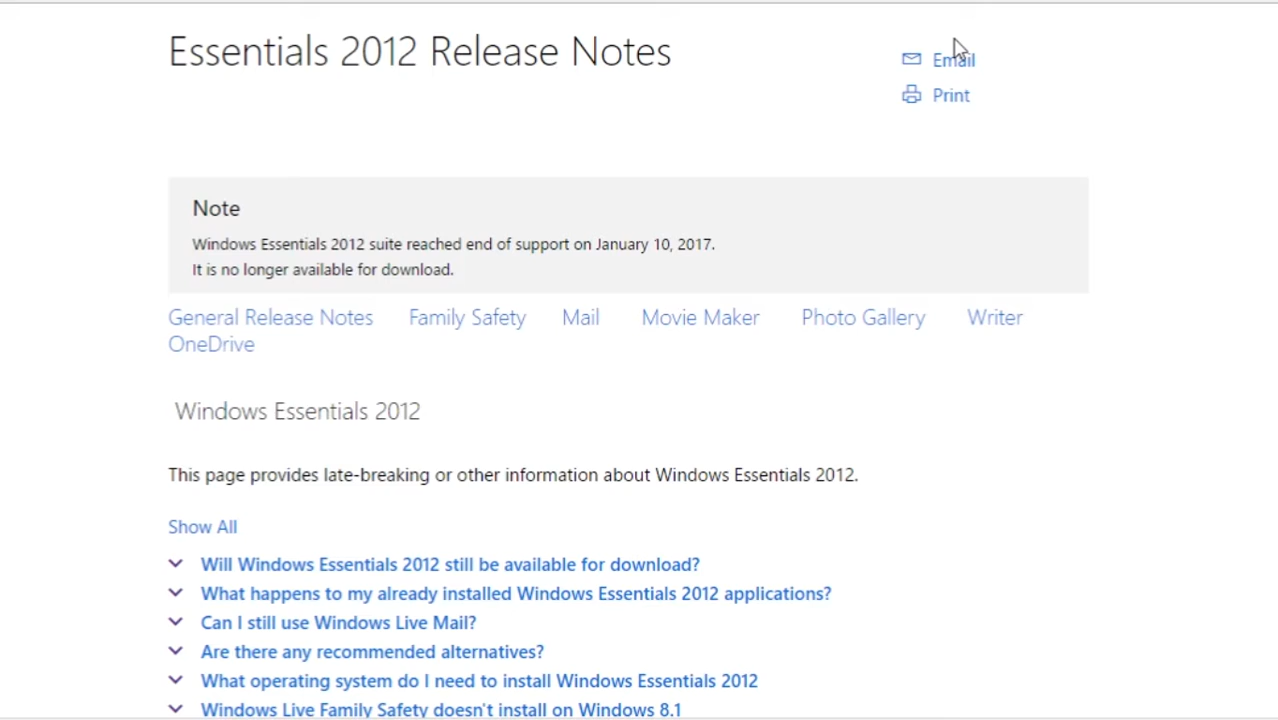 Essentials 2012 Release Notes
Email
Print
Note
Windows Essentials 2012 suite reached end of support on January 10, 2017.
It is no longer available for download.
General Release Notes Family Safety Mail Movie Maker Photo Gallery Writer
OneDrive
Windows Essentials 2012
This page provides late-breaking or other information about Windows Essentials 2012.
Show All
Will Windows Essentials 2012 still be available for download?
What happens to my already installed Windows Essentials 2012 applications?
Can I still use Windows Live Mail?
Are there any recommended alternatives?
What operating system do I need to install Windows Essentials 2012
Windows Live Family Safety doesn't install on Windows 8.1